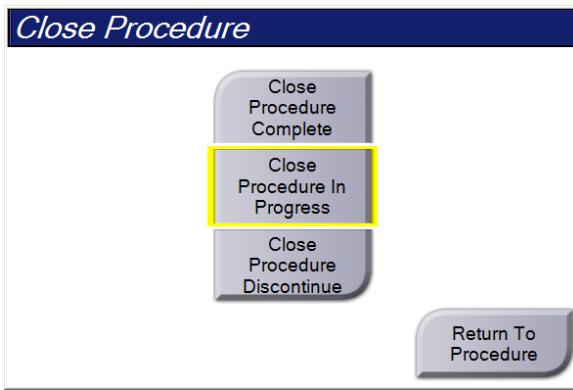 Close Procedure
Close
Procedure
Complete
Close
Procedure In
Progress
Close
Procedure
Discontinue
Return To
Procedure